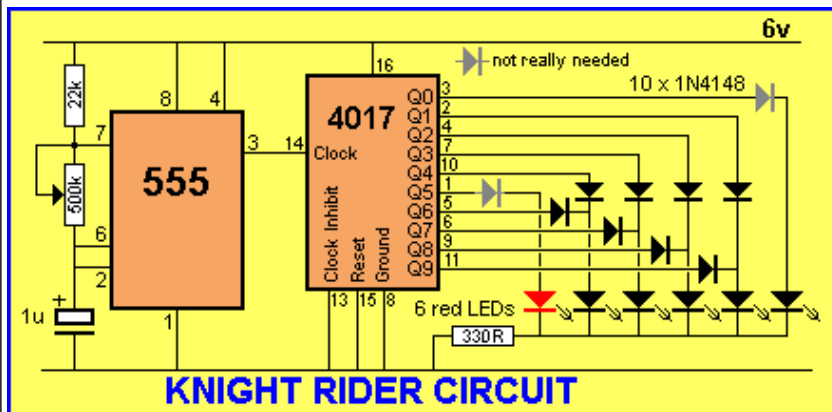 6v
not really needed
10 x 1N4148
22k
8
4
16
7
555
3
14
4017
Clock
Clock Inhibit
Reset
Ground
Q0
Q1
Q2
Q3
Q4
Q5
Q6
Q7
Q8
Q9
3
2
4
7
10
1
5
6
9
11
500k
6
2
1u
+
1
13
15
8
6 red LEDs
330R
KNIGHT RIDER CIRCUIT